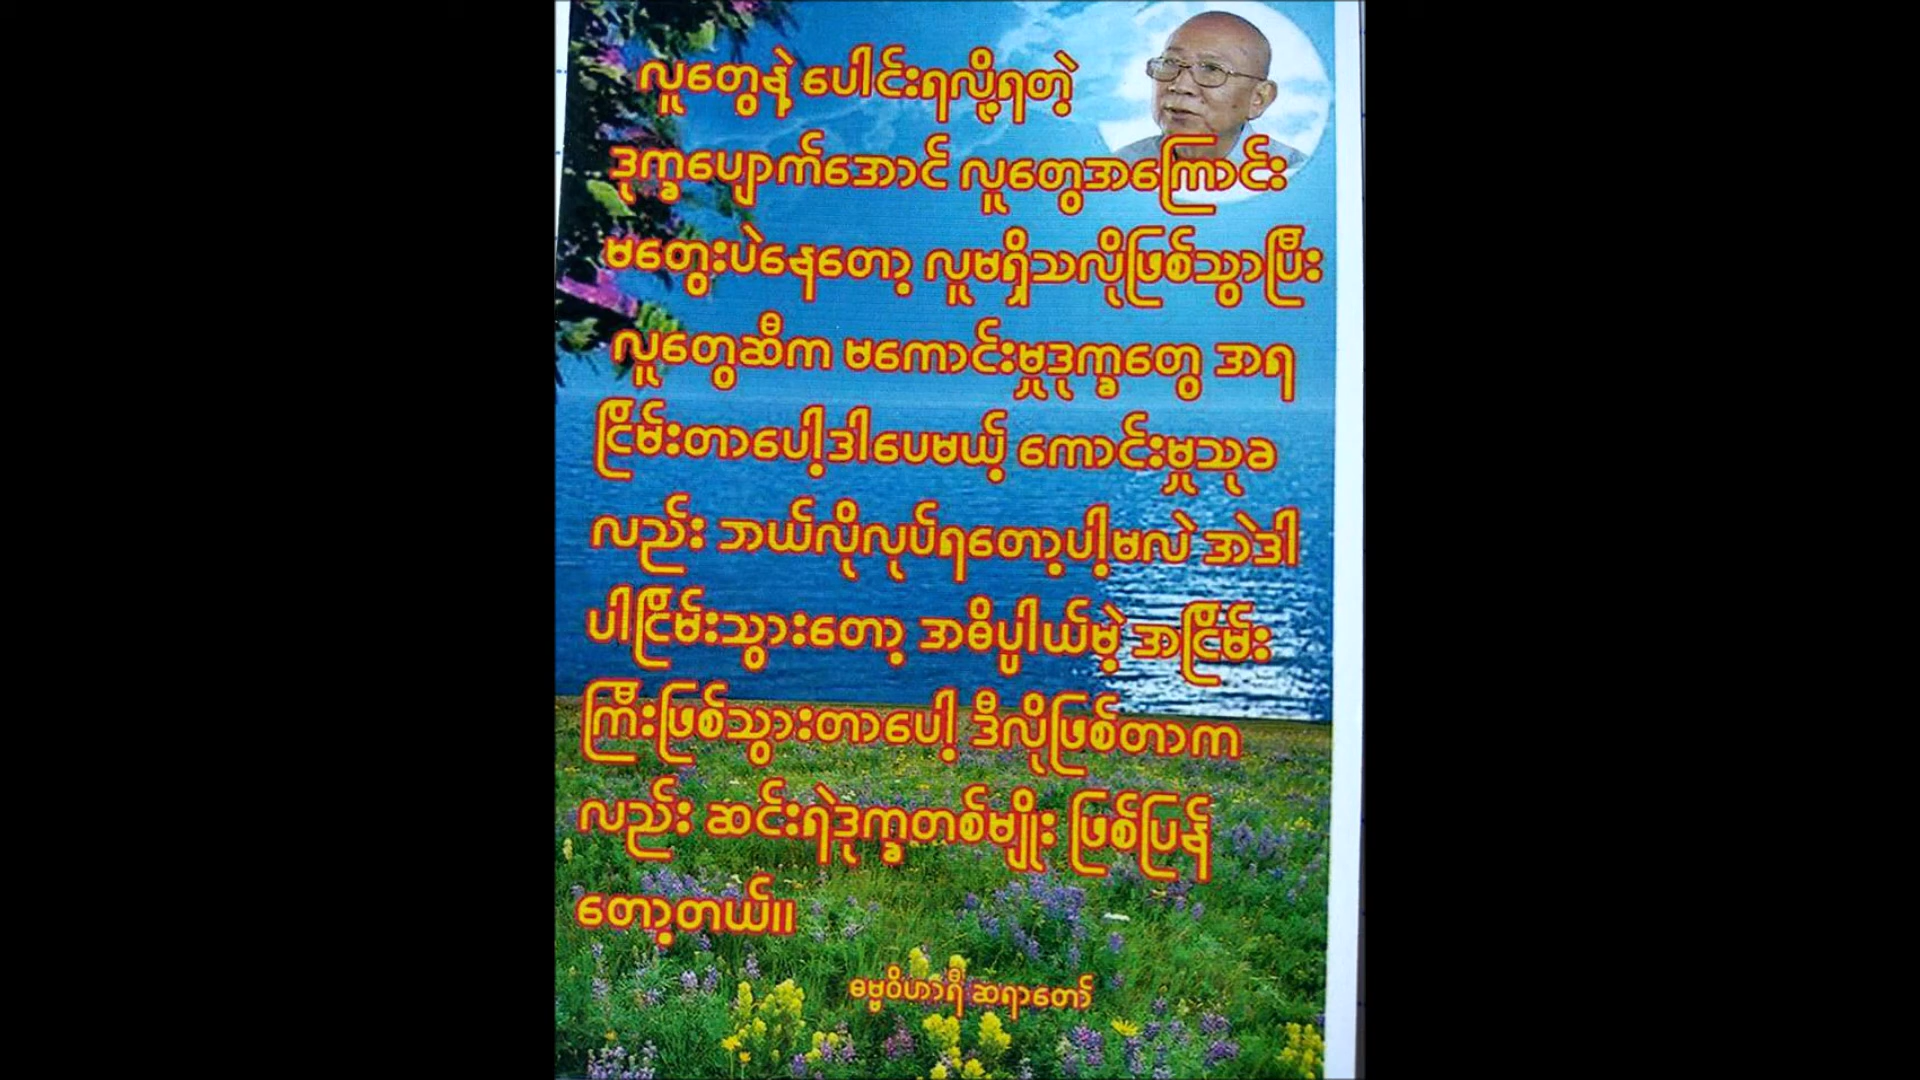 လူတွေနဲ့ ပေါင်းရလို့ရတဲ့
ဒုက္ခပျောက်အောင် လူတွေအကြောင်း
မတွေးပဲနေတော့ လူမရှိသလိုဖြစ်သွာပြီး
လူတွေဆီက မကောင်းမှုဒုက္ခတွေ အရ
ငြိမ်းတာပေါ့ဒါပေမယ့် ကောင်းမှုသုခ
လည်း ဘယ်လိုလုပ်ရတော့ပါ့မလဲ အဲဒါ
ပါငြိမ်းသွားတော့ အဓိပ္ပါယ်မဲ့ အငြိမ်း
ကြီးဖြစ်သွားတာပေါ့ ဒီလိုဖြစ်တာက
လည်း ဆင်းရဲဒုက္ခတစ်မျိုး ဖြစ်ပြန်
တော့တယ်။
ဓမ္မဝိဟာရီ ဆရာတော်